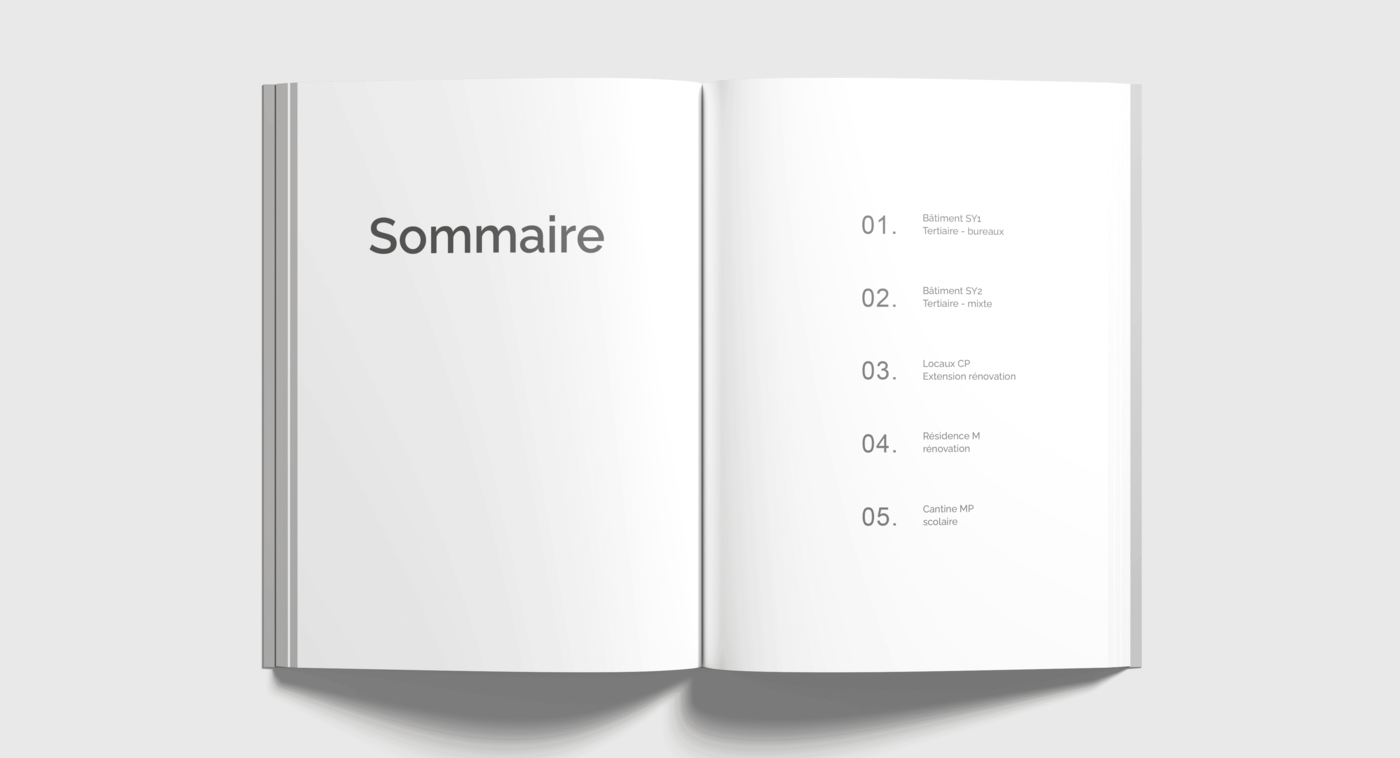 Sommaire
01.
Bâtiment SY1
Tertiaire - bureaux
02.
Bâtiment SY2
Tertiaire - mixte
03.
Locaux CP
Extension rénovation
04.
Résidence M
rénovation
05.
Cantine MP
scolaire